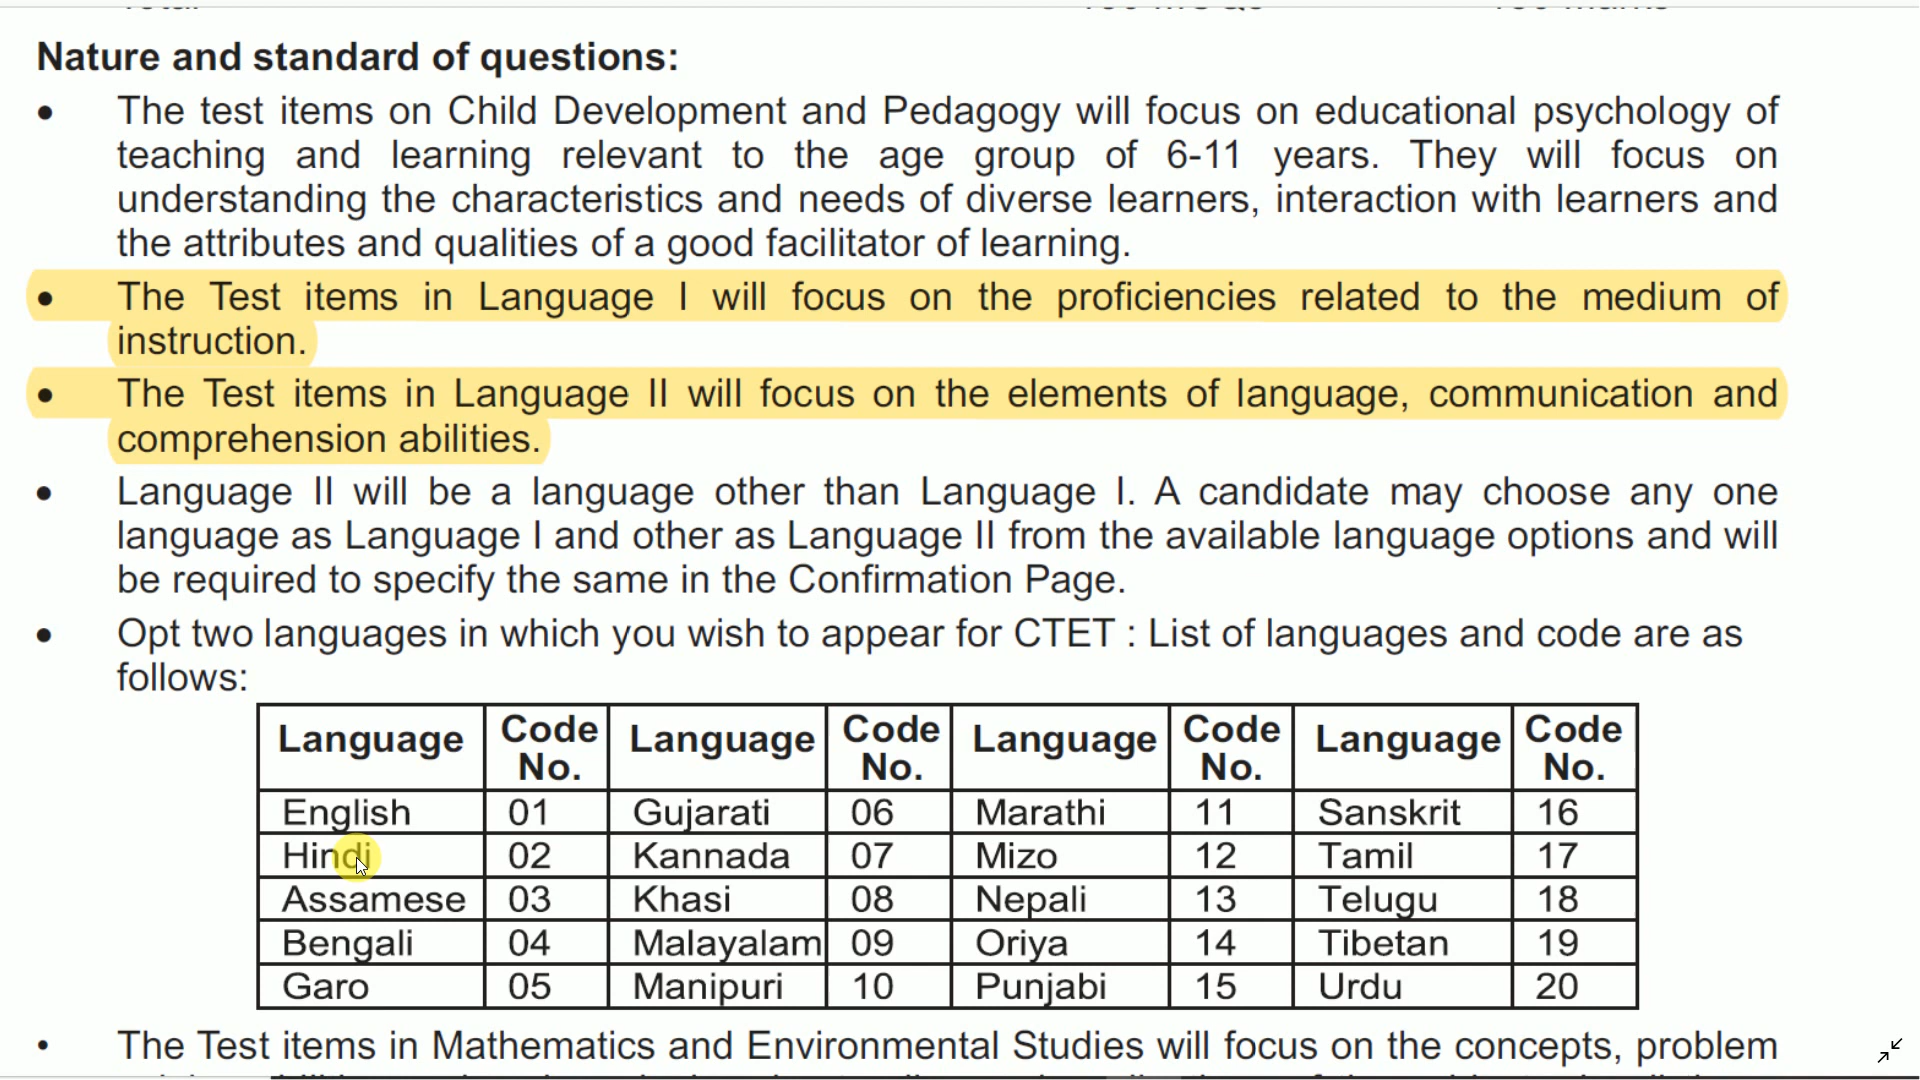 Nature and standard of questions:
• The test items on Child Development and Pedagogy will focus on educational psychology of
teaching and learning relevant to the age group of 6-11 years. They will focus on
understanding the characteristics and needs of diverse learners, interaction with learners and
the attributes and qualities of a good facilitator of learning.
• The Test items in Language I will focus on the proficiencies related to the medium of
instruction.
• The Test items in Language II will focus on the elements of language, communication and
comprehension abilities.
• Language II will be a language other than Language I. A candidate may choose any one
language as Language I and other as Language II from the available language options and will
be required to specify the same in the Confirmation Page.
• Opt two languages in which you wish to appear for CTET : List of languages and code are as
follows:
Language Code No. Language Code No. Language Code No. Language Code No.
English 01 Gujarati 06 Marathi 11 Sanskrit 16
Hindi 02 Kannada 07 Mizo 12 Tamil 17
Assamese 03 Khasi 08 Nepali 13 Telugu 18
Bengali 04 Malayalam 09 Oriya 14 Tibetan 19
Garo 05 Manipuri 10 Punjabi 15 Urdu 20
• The Test items in Mathematics and Environmental Studies will focus on the concepts, problem